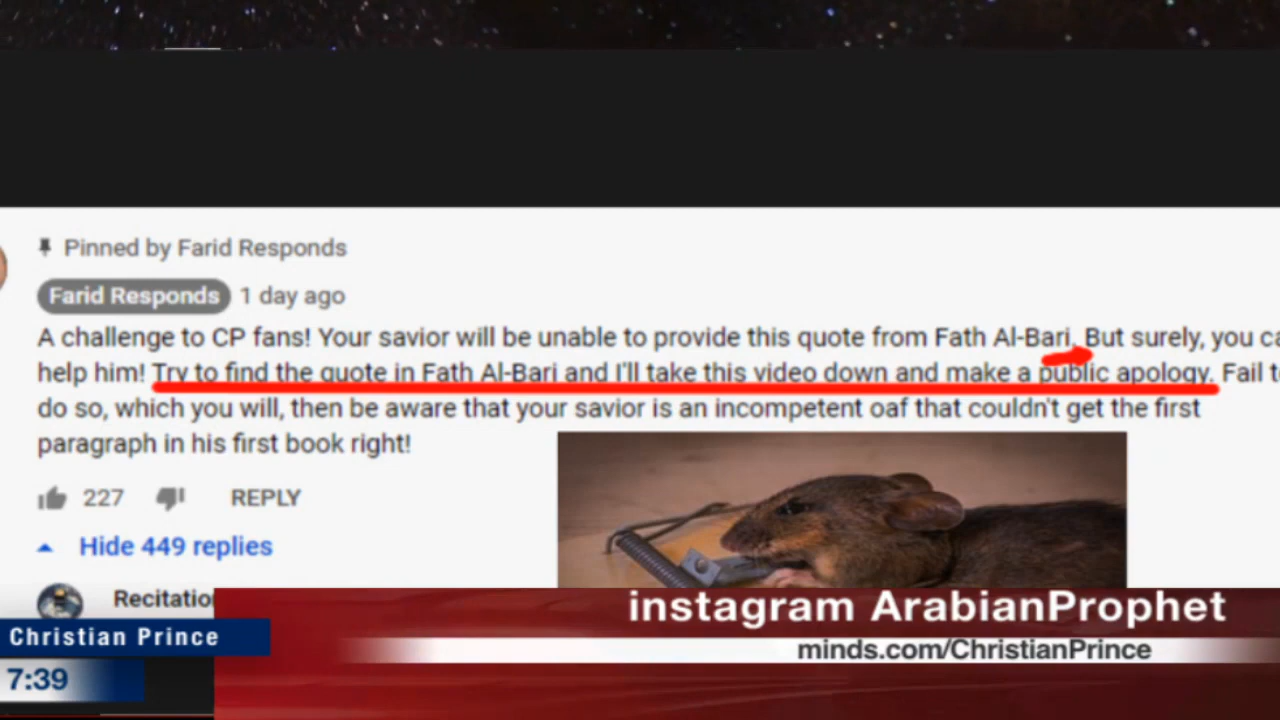 Pinned by Farid Responds
Farid Responds 1 day ago
A challenge to CP fans! Your savior will be unable to provide this quote from Fath Al-Bari. But surely, you
help him! Try to find the quote in Fath Al-Bari and I'll take this video down and make a public apology. Fail
do so, which you will, then be aware that your savior is an incompetent oaf that couldn't get the first
paragraph in his first book right!
227 REPLY
Hide 449 replies
instagram ArabianProphet
Christian Prince
minds.com/ChristianPrince
7:39